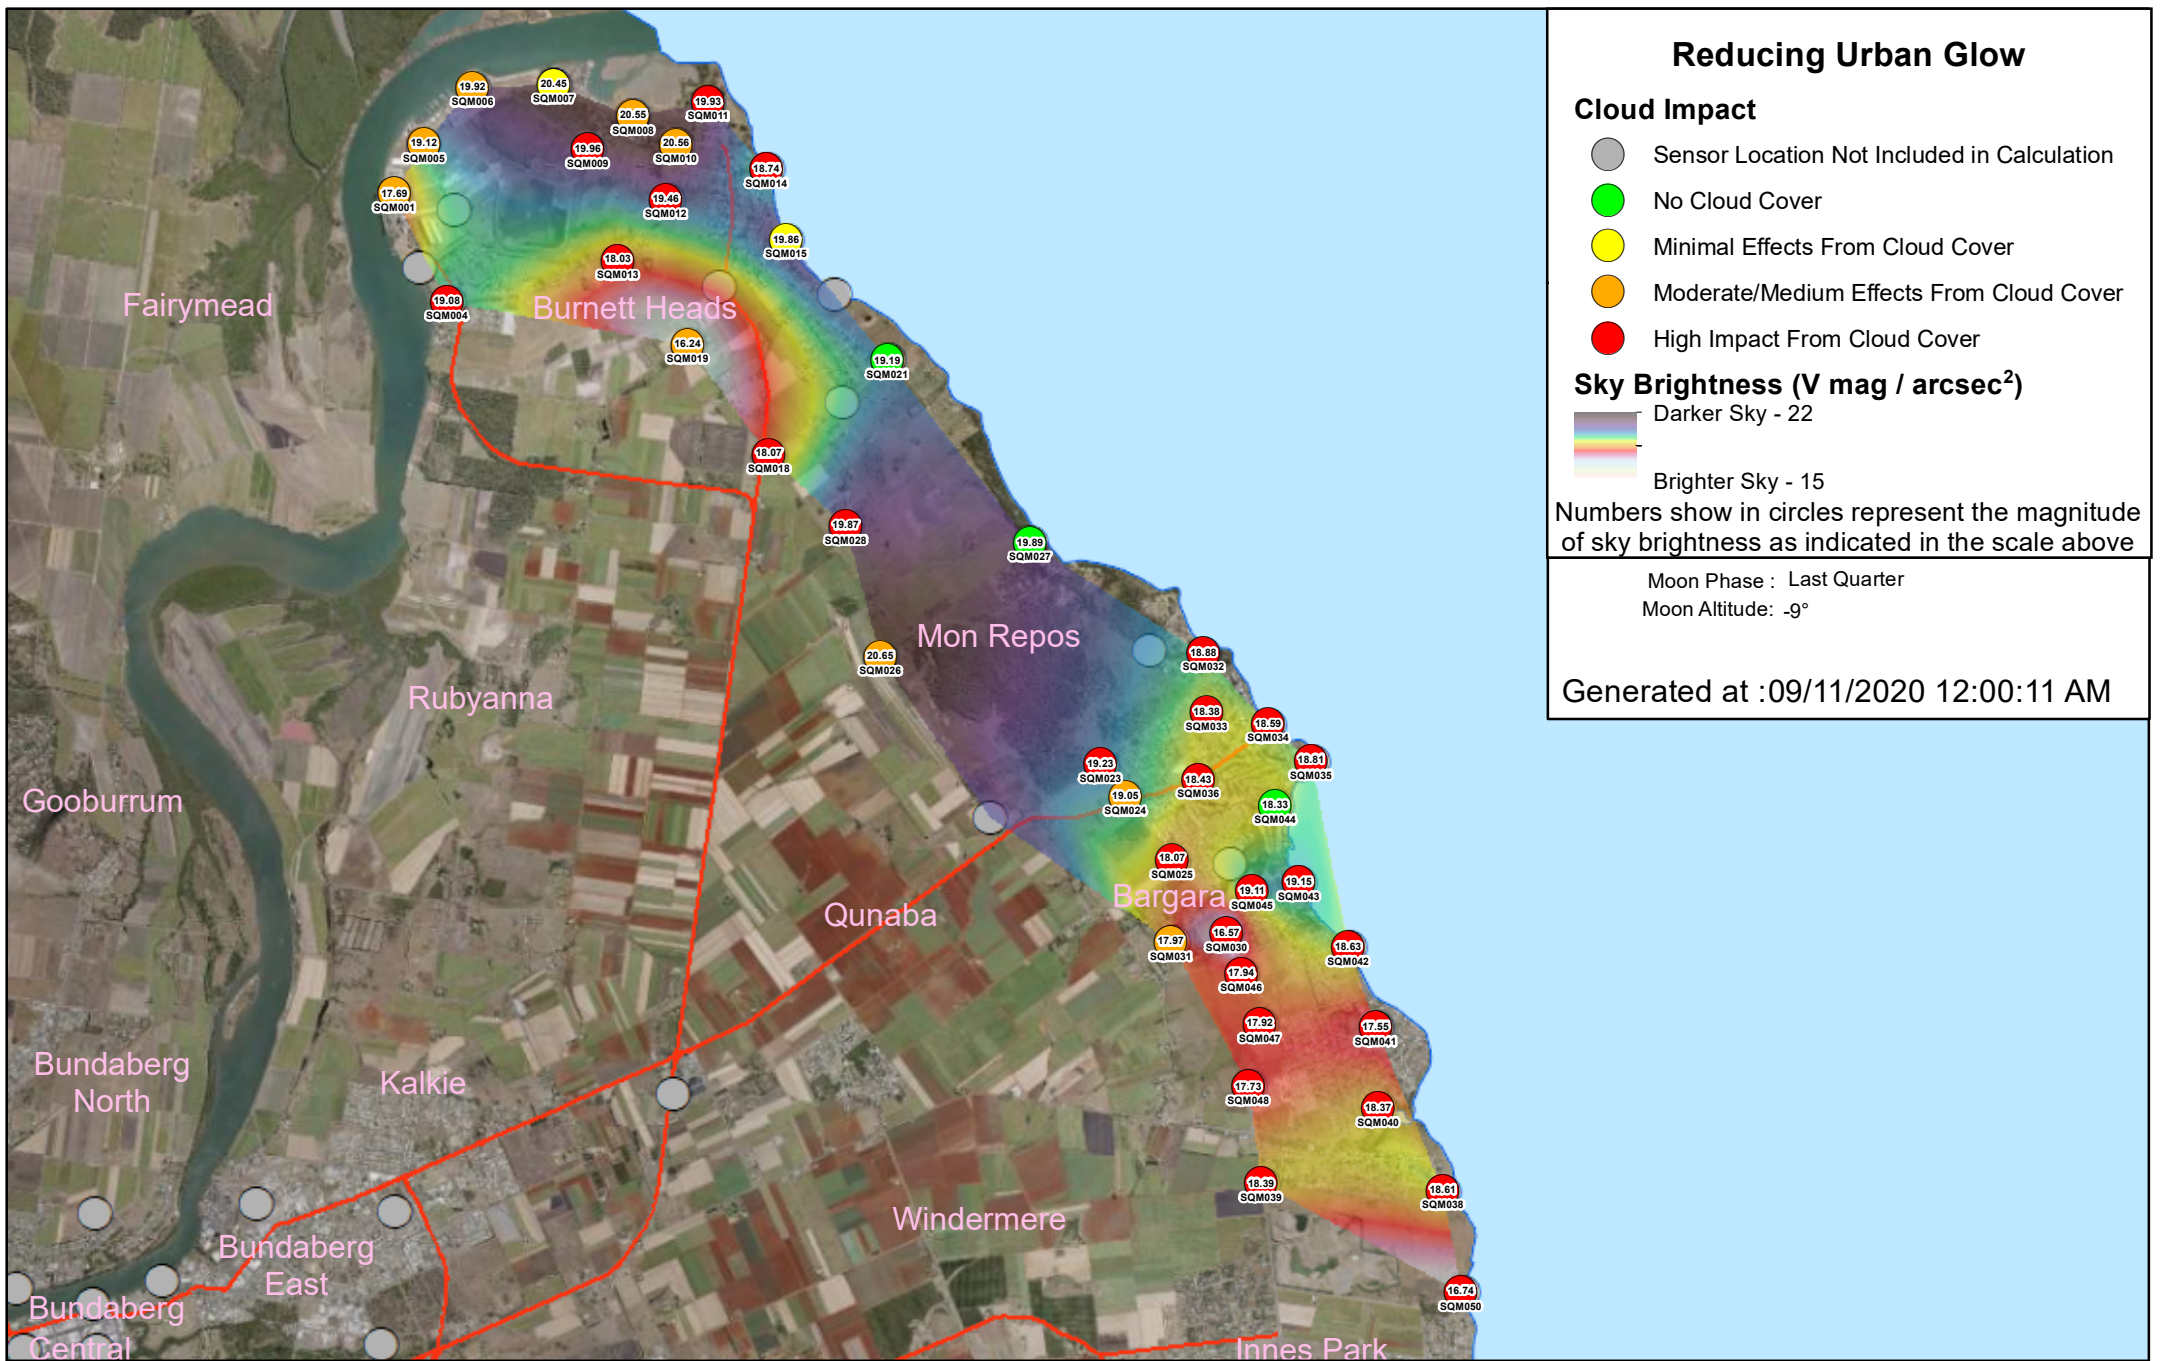 Reducing Urban Glow
Cloud Impact
Sensor Location Not Included in Calculation
No Cloud Cover
Minimal Effects From Cloud Cover
Moderate/Medium Effects From Cloud Cover
High Impact From Cloud Cover
Sky Brightness (V mag / arcsec²)
Darker Sky - 22
Brighter Sky - 15
Numbers show in circles represent the magnitude
of sky brightness as indicated in the scale above
Moon Phase : Last Quarter
Moon Altitude: -9°
Generated at :09/11/2020 12:00:11 AM
19.92
SQM006
20.45
SQM007
20.55
SQM008
19.93
SQM011
19.12
SQM005
19.96
SQM009
20.56
SQM010
18.74
SQM014
17.69
SQM001
19.46
SQM012
19.86
SQM015
18.03
SQM013
19.08
SQM004
Fairymead
Burnett Heads
16.24
SQM019
19.19
SQM021
18.07
SQM018
19.87
SQM028
19.89
SQM027
Mon Repos
20.65
SQM026
18.88
SQM032
Rubyanna
18.38
SQM033
18.59
SQM034
19.23
SQM023
18.43
SQM036
18.81
SQM035
19.05
SQM024
18.33
SQM044
Gooburrum
18.07
SQM025
Bargara
19.11
SQM045
19.15
SQM043
Qunaba
17.97
SQM031
16.57
SQM030
18.63
SQM042
17.94
SQM046
17.92
SQM047
17.55
SQM041
Bundaberg
North
Kalkie
17.73
SQM048
18.37
SQM040
18.39
SQM039
18.61
SQM038
Windermere
Bundaberg
East
16.74
SQM050
Bundaberg
Central
Innes Park